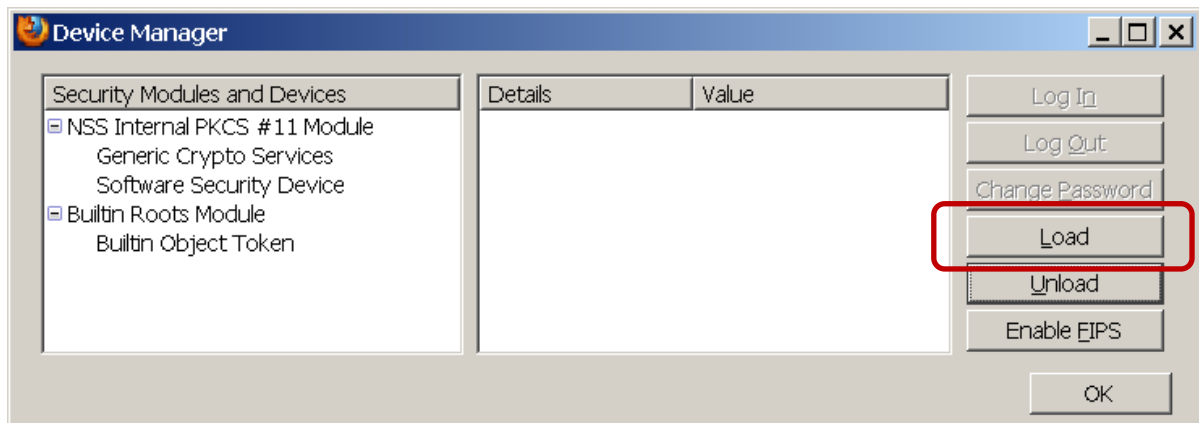 Device Manager
Security Modules and Devices
NSS Internal PKCS #11 Module
Generic Crypto Services
Software Security Device
Builtin Roots Module
Builtin Object Token
Details Value
Log In
Log Out
Change Password
Load
Unload
Enable FIPS
OK